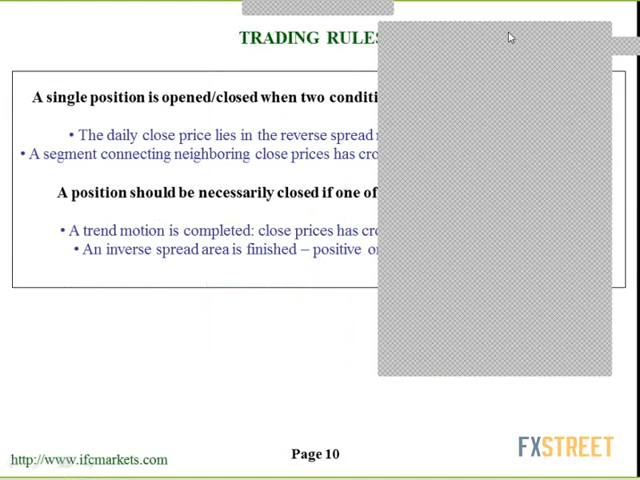 TRADING RULES
A single position is opened/closed when two conditi
• The daily close price lies in the reverse spread
• A segment connecting neighboring close prices has cro
A position should be necessarily closed if one of
• A trend motion is completed: close prices has cro
• An inverse spread area is finished – positive or
http://www.ifcmarkets.com
Page 10
FXSTREET